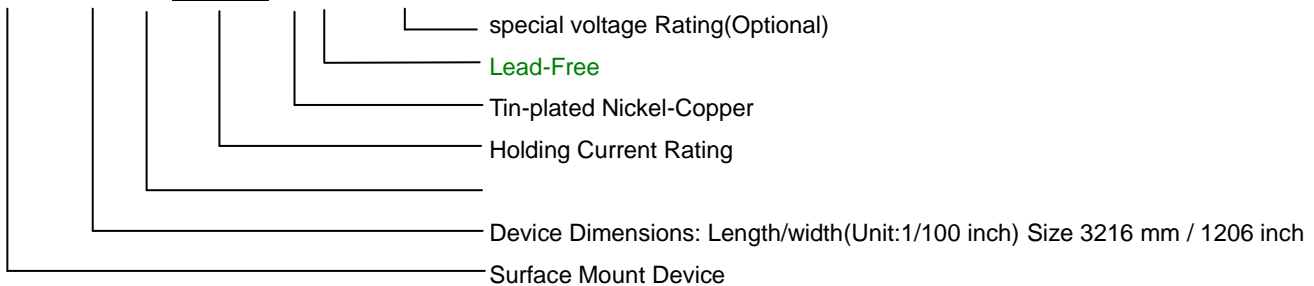 special voltage Rating(Optional)
Lead-Free
Tin-plated Nickel-Copper
Holding Current Rating
Device Dimensions: Length/width(Unit:1/100 inch) Size 3216 mm / 1206 inch
Surface Mount Device